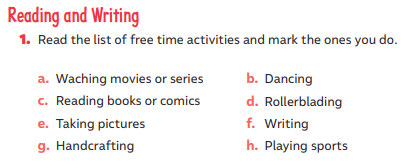 Reading and Writing
1. Read the list of free time activities and mark the ones you do.
a. Waching movies or series b. Dancing
c. Reading books or comics d. Rollerblading
e. Taking pictures f. Writing
g. Handcrafting h. Playing sports